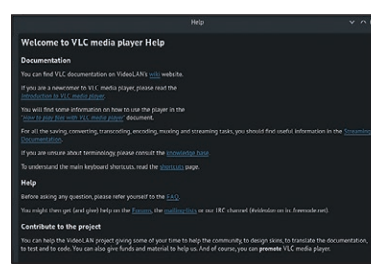 Help
Welcome to VLC media player Help
Documentation
You can find VLC documentation on VideoLAN's wiki website.
If you are a newcomer to VLC media player, please read the
Introduction to VLC media player.
You will find some information on how to use the player in the
"How to play files with VLC media player" document.
For all the saving, converting, transcoding, encoding, muxing and streaming tasks, you should find useful information in the Streaming
Documentation.
If you are unsure about terminology, please consult the knowledge base.
To understand the main keyboard shortcuts, read the shortcuts page.
Help
Before asking any question, please refer yourself to the FAQ.
You might then get (and give) help on the Forums, the mailing-lists or our IRC channel (#videolan on irc.freenode.net).
Contribute to the project
You can help the VideoLAN project giving some of your time to help the community, to design skins, to translate the documentation,
to test and to code. You can also give funds and material to help us. And of course, you can promote VLC media player.